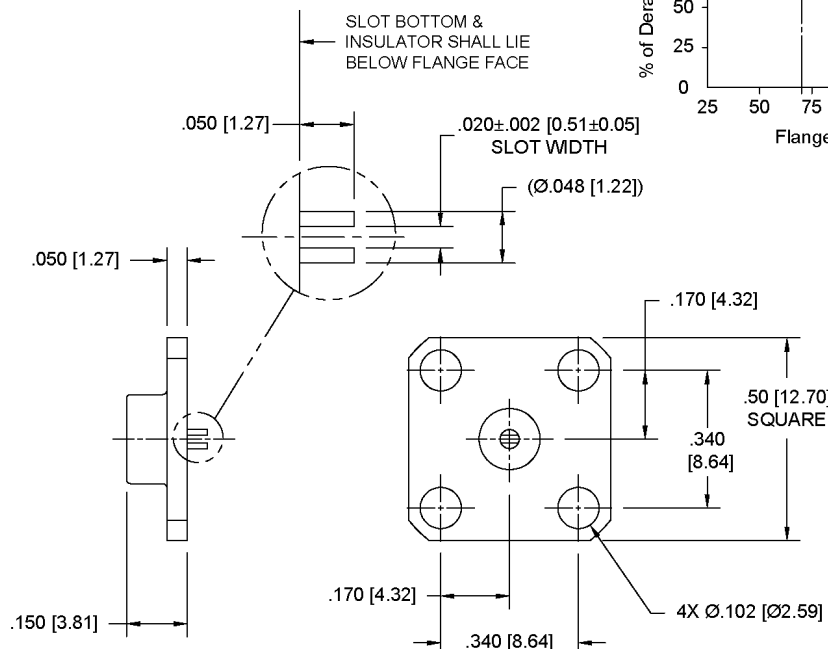 SLOT BOTTOM &
INSULATOR SHALL LIE
BELOW FLANGE FACE
% of Dera
50
25
0
25 50 75
Flange
.050 [1.27]
.020±.002 [0.51±0.05]
SLOT WIDTH
(Ø.048 [1.22])
.050 [1.27]
.170 [4.32]
.50 [12.70]
SQUARE
.340
[8.64]
.170 [4.32]
4X Ø.102 [Ø2.59]
.150 [3.81]
.340 [8.64]